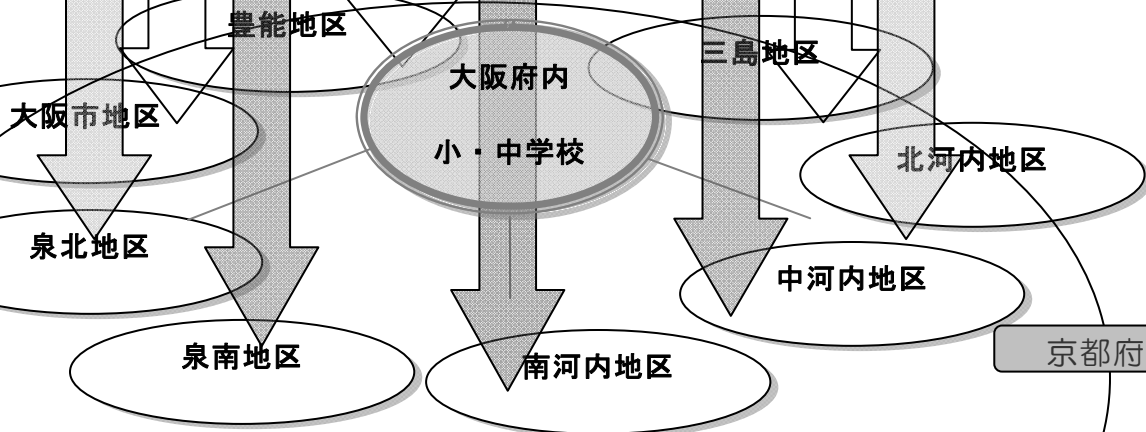 豊能地区
三島地区
大阪府内
小・中学校
大阪市地区
北河内地区
泉北地区
中河内地区
泉南地区
南河内地区
京都府